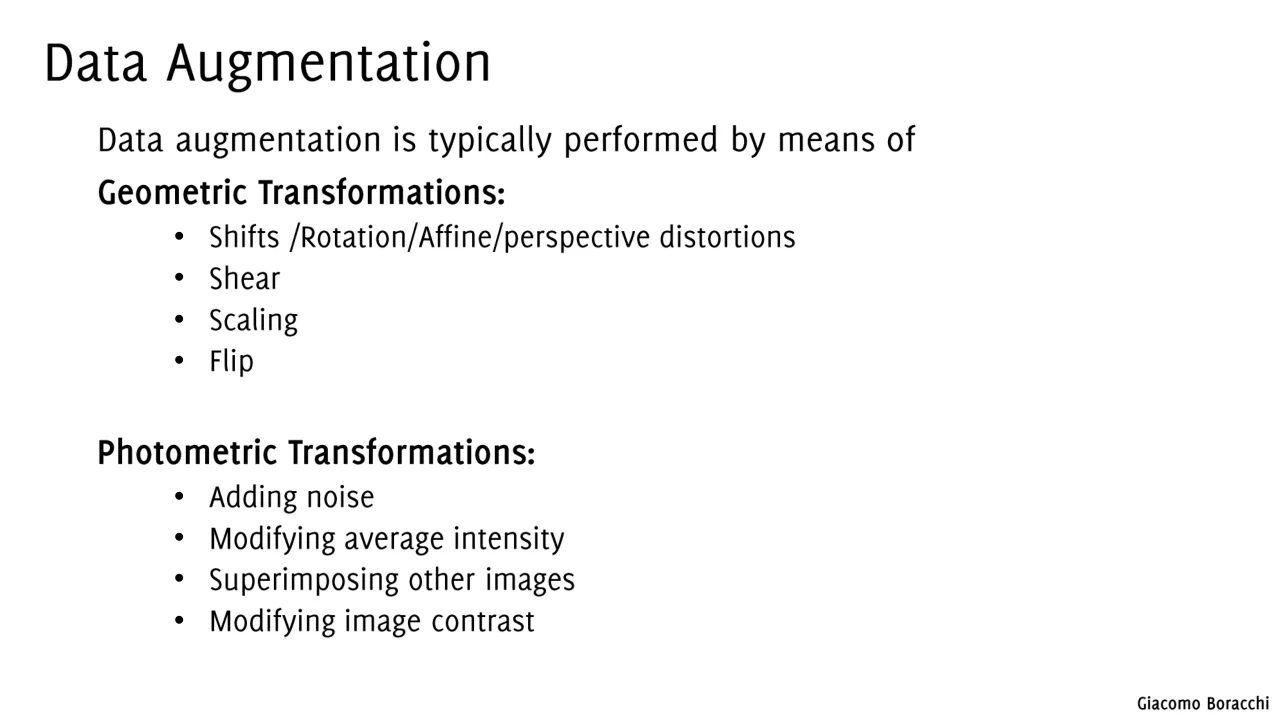 Data Augmentation
Data augmentation is typically performed by means of
Geometric Transformations:
• Shifts /Rotation/Affine/perspective distortions
• Shear
• Scaling
• Flip
Photometric Transformations:
• Adding noise
• Modifying average intensity
• Superimposing other images
• Modifying image contrast
Giacomo Boracchi